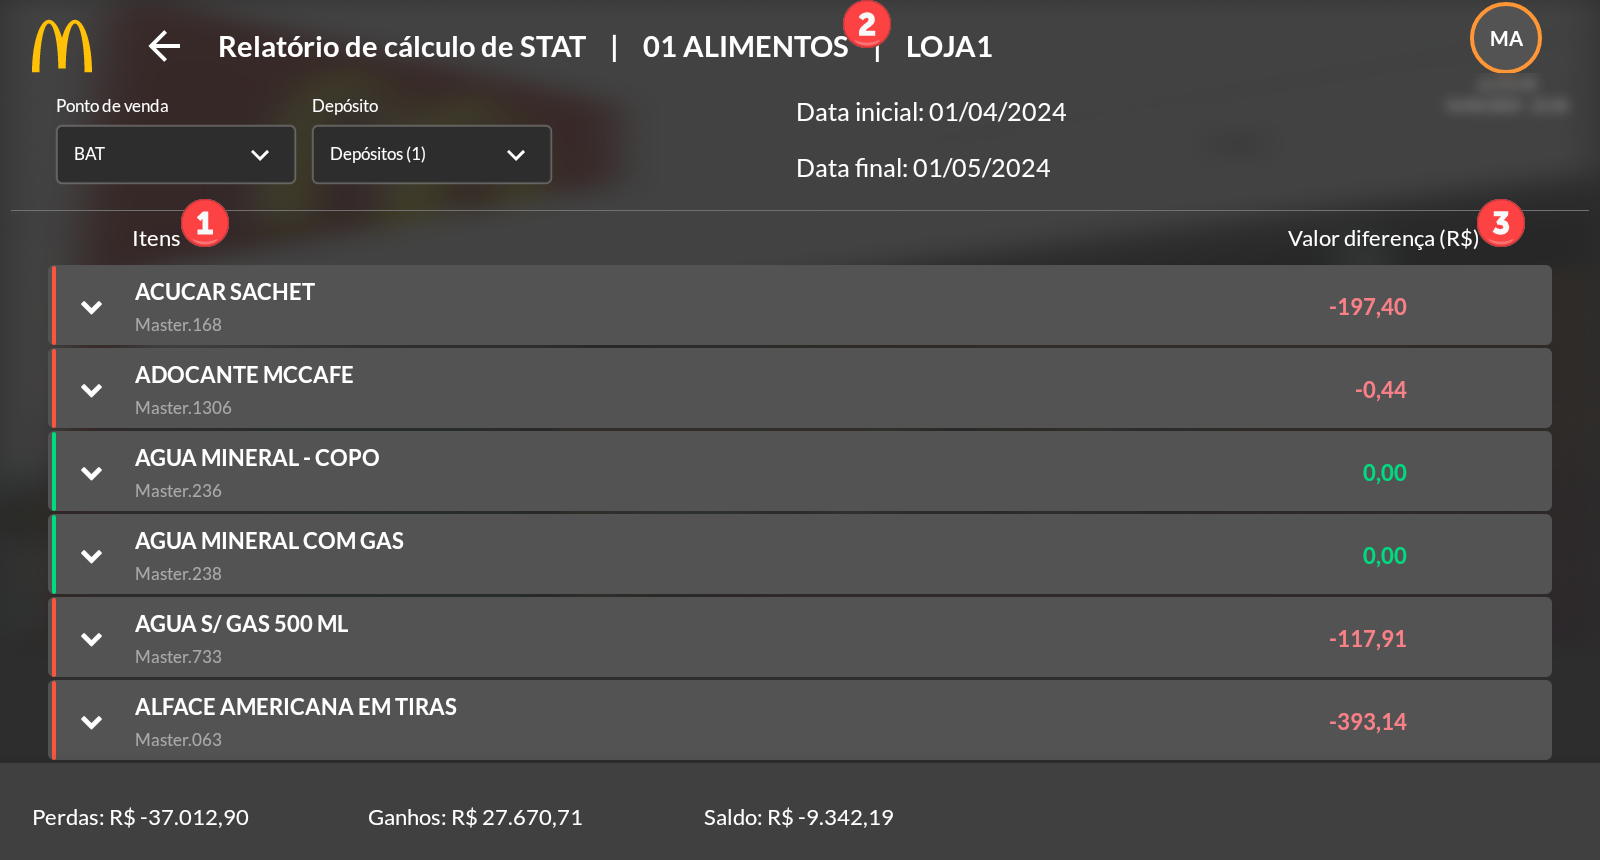 Relatório de cálculo de STAT | 01 ALIMENTOS | LOJA1
2
MA
Ponto de venda
Depósito
BAT
Depósitos (1)
Data inicial: 01/04/2024
Data final: 01/05/2024
Itens
1
Valor diferença (R$)
3
ACUCAR SACHET
Master.168
-197,40
ADOCANTE MCCAFE
Master.1306
-0,44
AGUA MINERAL - COPO
Master.236
0,00
AGUA MINERAL COM GAS
Master.238
0,00
AGUA S/ GAS 500 ML
Master.733
-117,91
ALFACE AMERICANA EM TIRAS
Master.063
-393,14
Perdas: R$ -37.012,90
Ganhos: R$ 27.670,71
Saldo: R$ -9.342,19